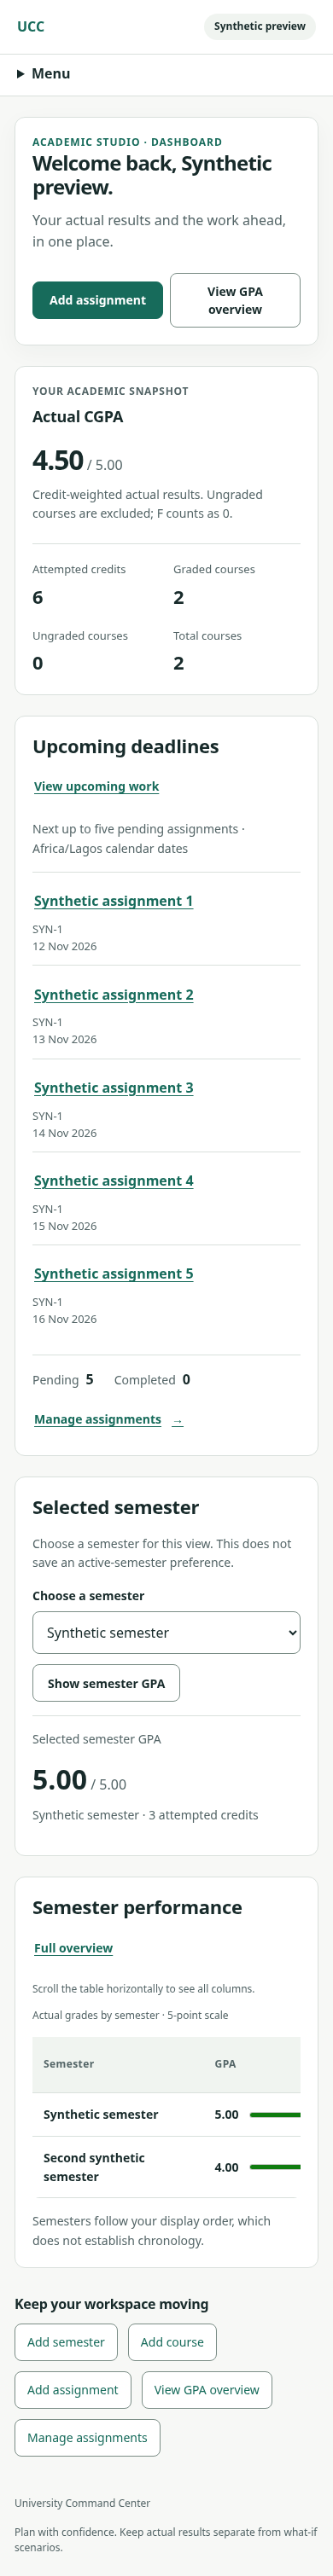 UCC
Synthetic preview
▶ Menu
ACADEMIC STUDIO · DASHBOARD
Welcome back, Synthetic
preview.
Your actual results and the work ahead,
in one place.
Add assignment
View GPA
overview
YOUR ACADEMIC SNAPSHOT
Actual CGPA
4.50 / 5.00
Credit-weighted actual results. Ungraded
courses are excluded; F counts as 0.
Attempted credits
6
Graded courses
2
Ungraded courses
0
Total courses
2
Upcoming deadlines
View upcoming work
Next up to five pending assignments ·
Africa/Lagos calendar dates
Synthetic assignment 1
SYN-1
12 Nov 2026
Synthetic assignment 2
SYN-1
13 Nov 2026
Synthetic assignment 3
SYN-1
14 Nov 2026
Synthetic assignment 4
SYN-1
15 Nov 2026
Synthetic assignment 5
SYN-1
16 Nov 2026
Pending 5 Completed 0
Manage assignments →
Selected semester
Choose a semester for this view. This does not
save an active-semester preference.
Choose a semester
Synthetic semester
Show semester GPA
Selected semester GPA
5.00 / 5.00
Synthetic semester · 3 attempted credits
Semester performance
Full overview
Scroll the table horizontally to see all columns.
Actual grades by semester · 5-point scale
Semester GPA
Synthetic semester 5.00
Second synthetic
semester 4.00
Semesters follow your display order, which
does not establish chronology.
Keep your workspace moving
Add semester
Add course
Add assignment
View GPA overview
Manage assignments
University Command Center
Plan with confidence. Keep actual results separate from what-if
scenarios.